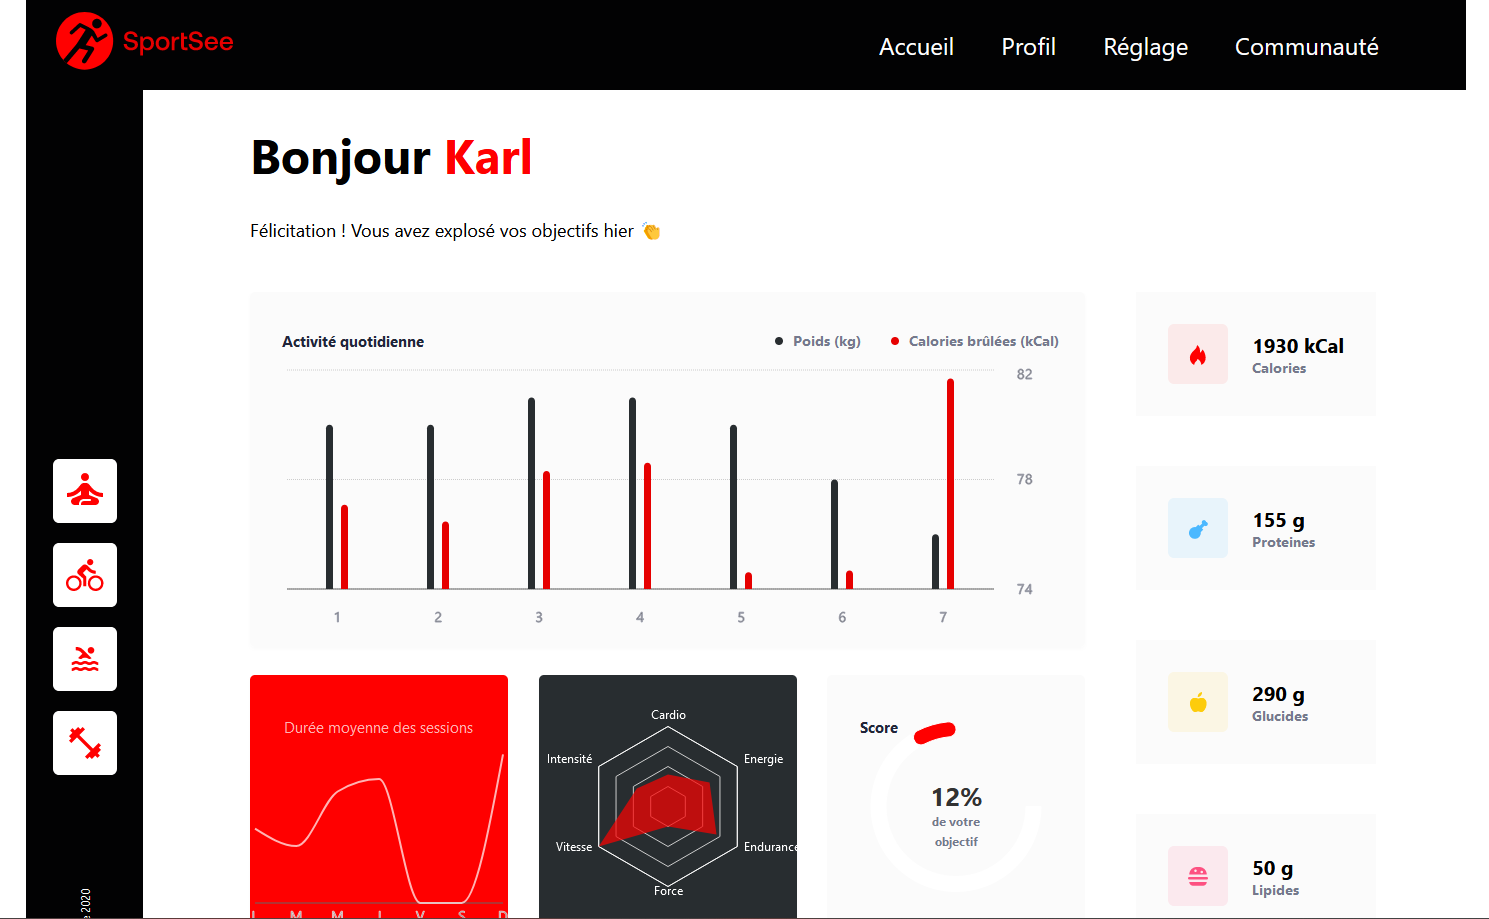 SportSee
Accueil
Profil
Réglage
Communauté
Bonjour Karl
Félicitation ! Vous avez explosé vos objectifs hier 👏
Activité quotidienne
Poids (kg)
Calories brûlées (kCal)
82
78
74
1 2 3 4 5 6 7
1930 kCal
Calories
155 g
Proteines
290 g
Glucides
50 g
Lipides
Durée moyenne des sessions
M M J V S D
Cardio
Energie
Endurance
Force
Vitesse
Intensité
Score
12%
de votre
objectif
2020